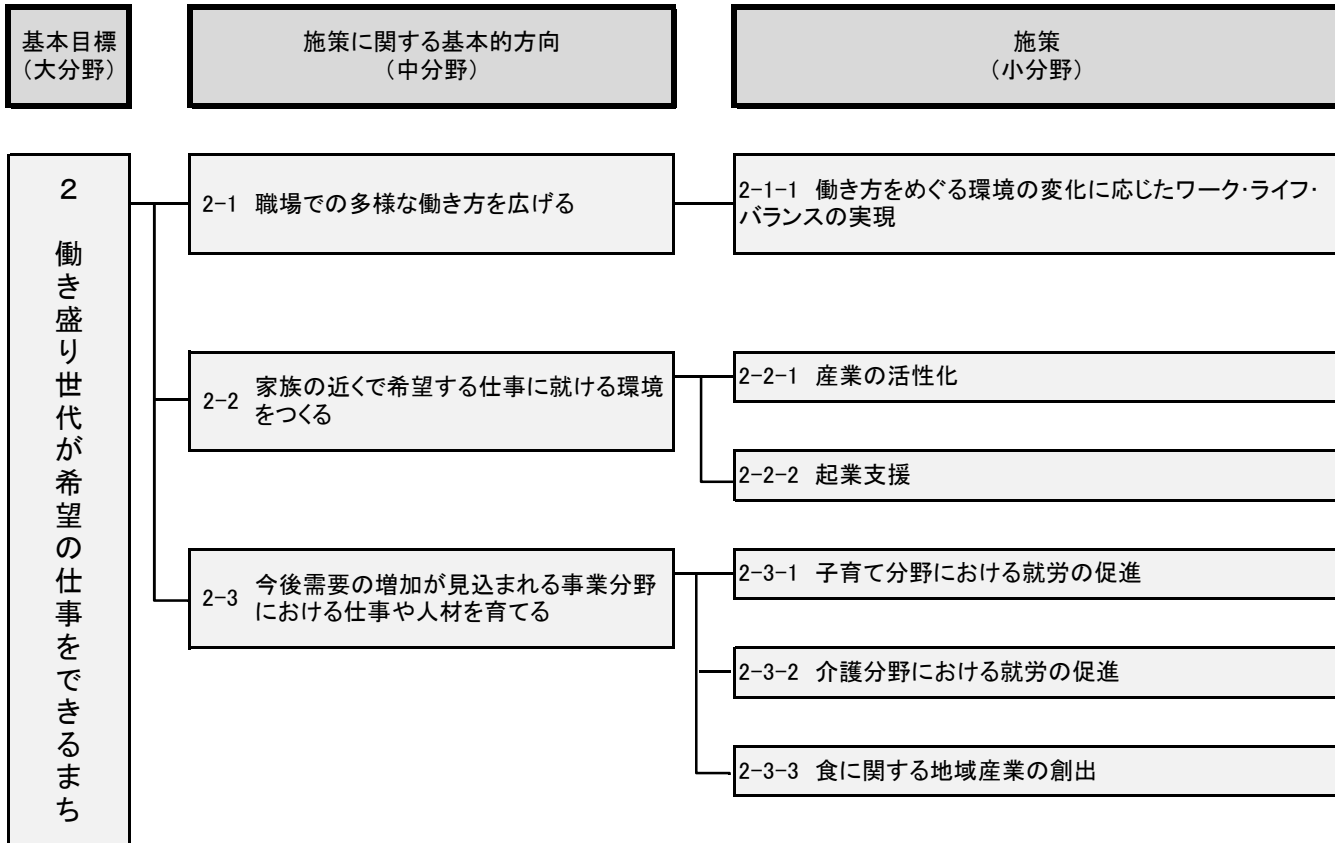 基本目標
（大分野）
施策に関する基本的方向
（中分野）
施策
（小分野）
２　働き盛り世代が希望の仕事をできるまち
2-1 職場での多様な働き方を広げる
2-1-1 働き方をめぐる環境の変化に応じたワーク・ライフ・
バランスの実現
2-2 家族の近くで希望する仕事に就ける環境
をつくる
2-2-1 産業の活性化
2-2-2 起業支援
2-3 今後需要の増加が見込まれる事業分野
における仕事や人材を育てる
2-3-1 子育て分野における就労の促進
2-3-2 介護分野における就労の促進
2-3-3 食に関する地域産業の創出